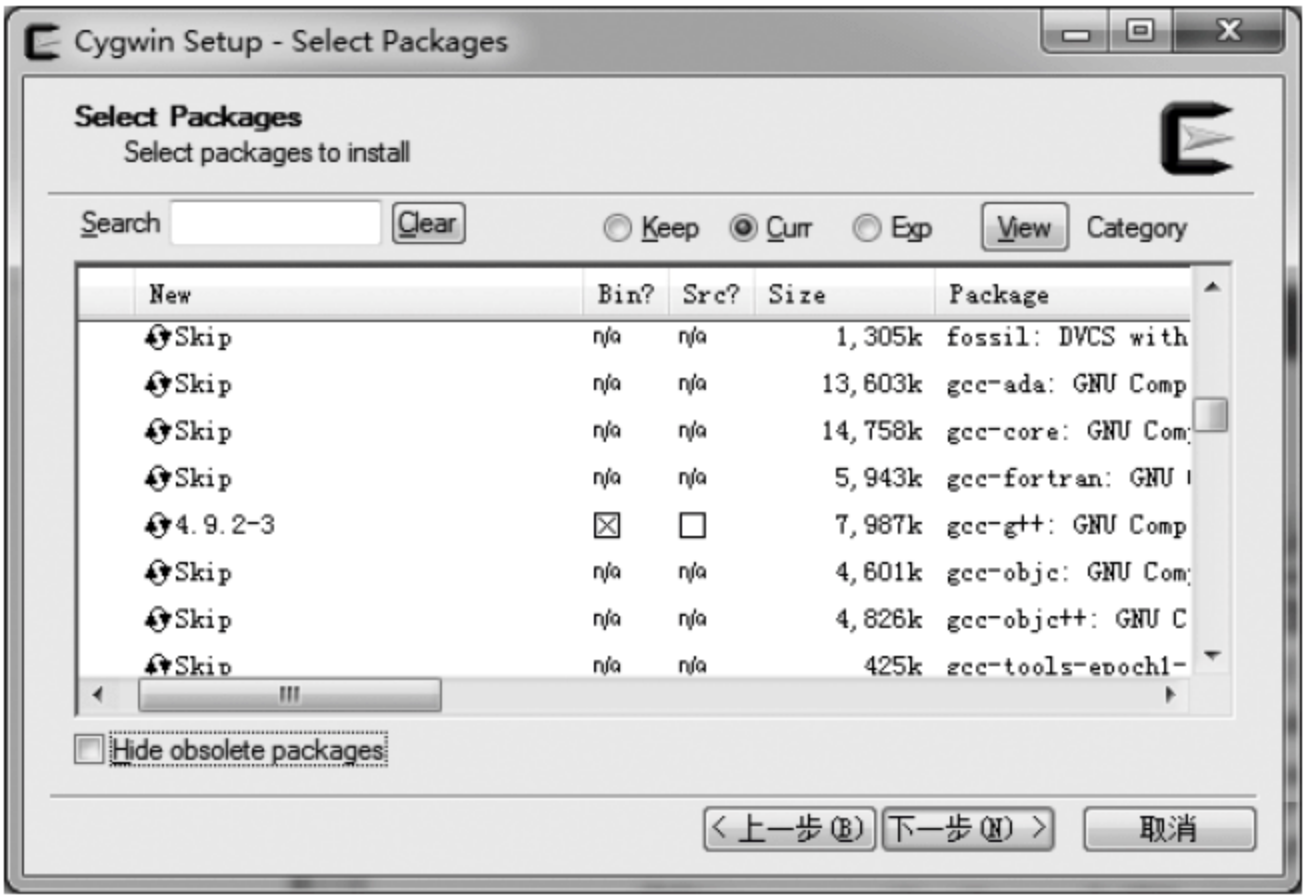 Cygwin Setup - Select Packages
Select Packages
Select packages to install
Search Clear Keep Curr Exp View Category
New Bin? Src? Size Package
Skip n/a n/a 1,305k fossil: DVCS with
Skip n/a n/a 13,603k gcc-ada: GNU Comp
Skip n/a n/a 14,758k gcc-core: GNU Com
Skip n/a n/a 5,943k gcc-fortran: GNU
4.9.2-3 7,987k gcc-g++: GNU Comp
Skip n/a n/a 4,601k gcc-objc: GNU Com
Skip n/a n/a 4,826k gcc-objc++: GNU C
Skip n/a n/a 425k gcc-tools-epoch1-
Hide obsolete packages
< 上一步(B) 下一步(N) > 取消